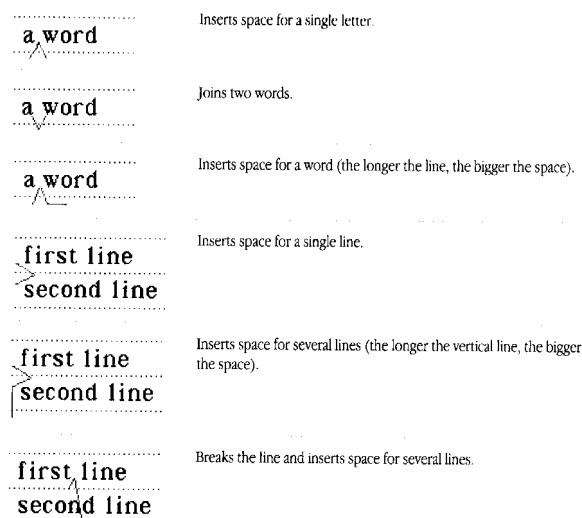 a word
Inserts space for a single letter.
a word
Joins two words.
a word
Inserts space for a word (the longer the line, the bigger the space).
first line
second line
Inserts space for a single line.
first line
second line
Inserts space for several lines (the longer the vertical line, the bigger
the space).
first line
second line
Breaks the line and inserts space for several lines.